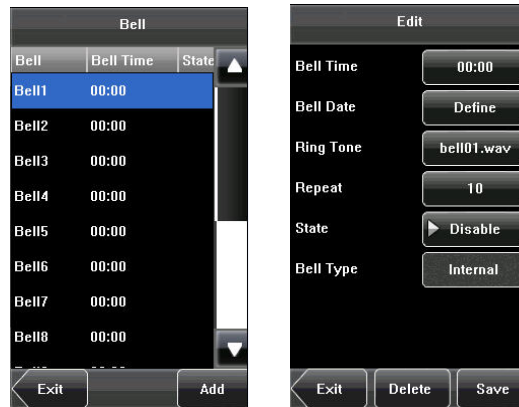 Bell
Bell Bell Time State
Bell1 00:00
Bell2 00:00
Bell3 00:00
Bell4 00:00
Bell5 00:00
Bell6 00:00
Bell7 00:00
Bell8 00:00
Exit Add
Edit
Bell Time 00:00
Bell Date Define
Ring Tone bell01.wav
Repeat 10
State Disable
Bell Type Internal
Exit Delete Save